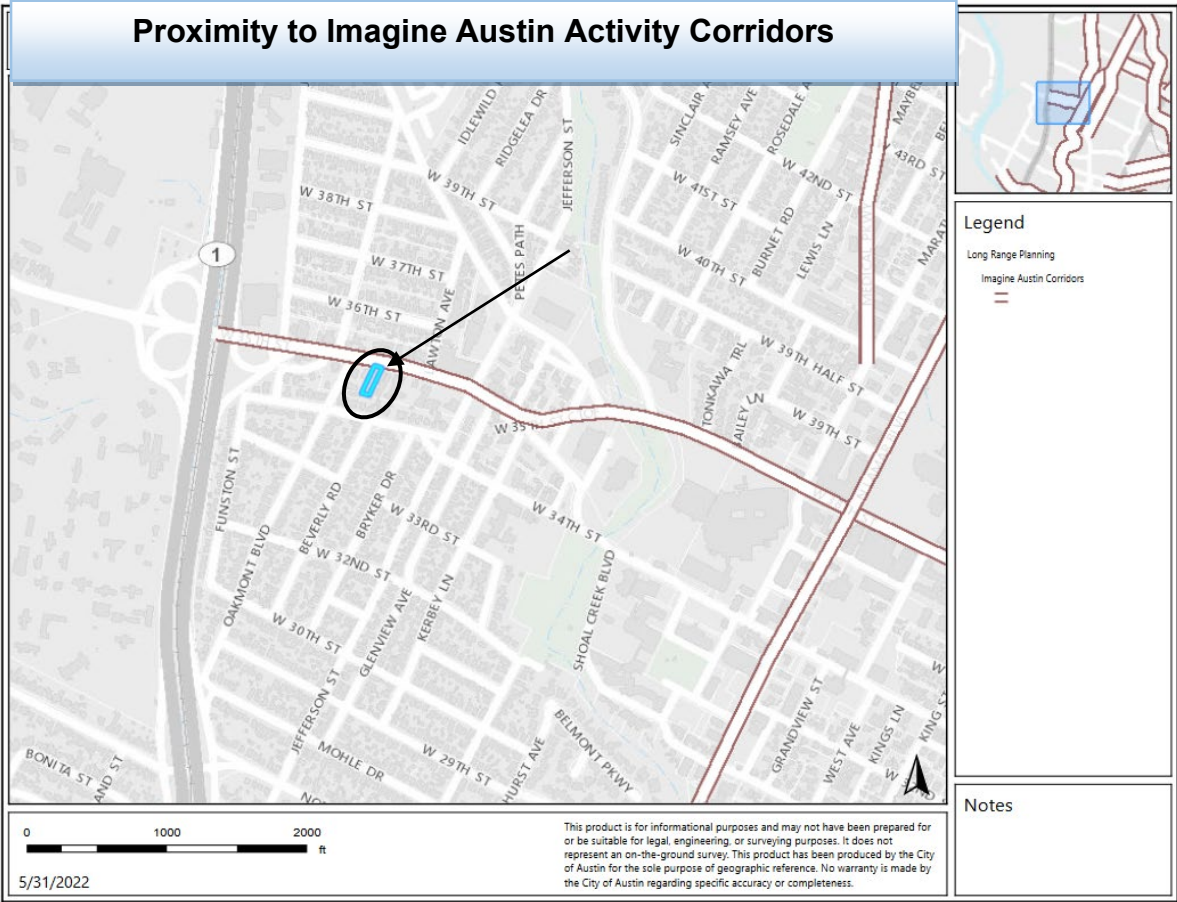 Proximity to Imagine Austin Activity Corridors
IDLEWILD
RIDGELEA DR
JEFFERSON ST
SINCLAIR
RAMSEY AVE
ROSEDALE
W 42ND ST
43RD ST
W 39TH ST
W 41ST ST
W 38TH ST
BURNET RD
LEWIS LN
1
W 37TH ST
PETES PATH
W 40TH ST
W 36TH ST
W 39TH HALF ST
TONKAWA TRL
W 39TH ST
W 35
FUNSTON ST
BEVERLY RD
BRYKER DR
W 33RD ST
W 34TH ST
OAKMONT BLVD
W 32ND ST
GLENVIEW AVE
KERBEY LN
SHOAL CREEK BLVD
W 30TH ST
JEFFERSON ST
MOHLE DR
W 29TH ST
HURST AVE
BELMONT PKWY
GRANDVIEW ST
WEST AVE
KINGS LN
KING
BONITA ST
AND ST
Legend
Long Range Planning
Imagine Austin Corridors
Notes
0 1000 2000
ft
5/31/2022
This product is for informational purposes and may not have been prepared for
or be suitable for legal, engineering, or surveying purposes. It does not
represent an on-the-ground survey. This product has been produced by the City
of Austin for the sole purpose of geographic reference. No warranty is made by
the City of Austin regarding specific accuracy or completeness.